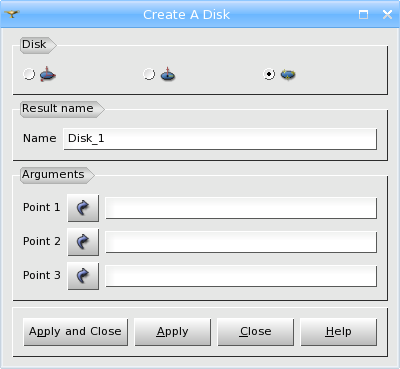 Create A Disk
Disk
Result name
Name Disk_1
Arguments
Point 1
Point 2
Point 3
Apply and Close Apply Close Help